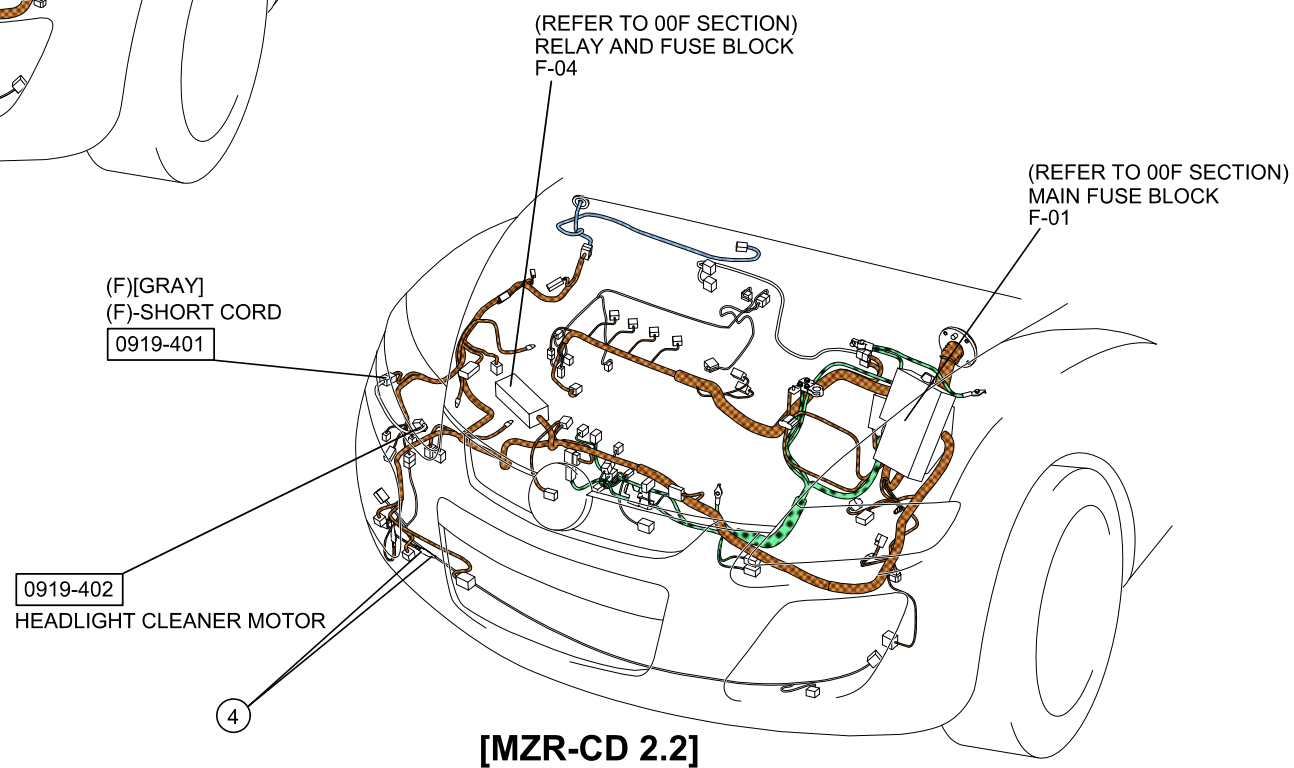 (REFER TO 00F SECTION)
RELAY AND FUSE BLOCK
F-04
(REFER TO 00F SECTION)
MAIN FUSE BLOCK
F-01
(F)[GRAY]
(F)-SHORT CORD
0919-401
0919-402
HEADLIGHT CLEANER MOTOR
4
[MZR-CD 2.2]